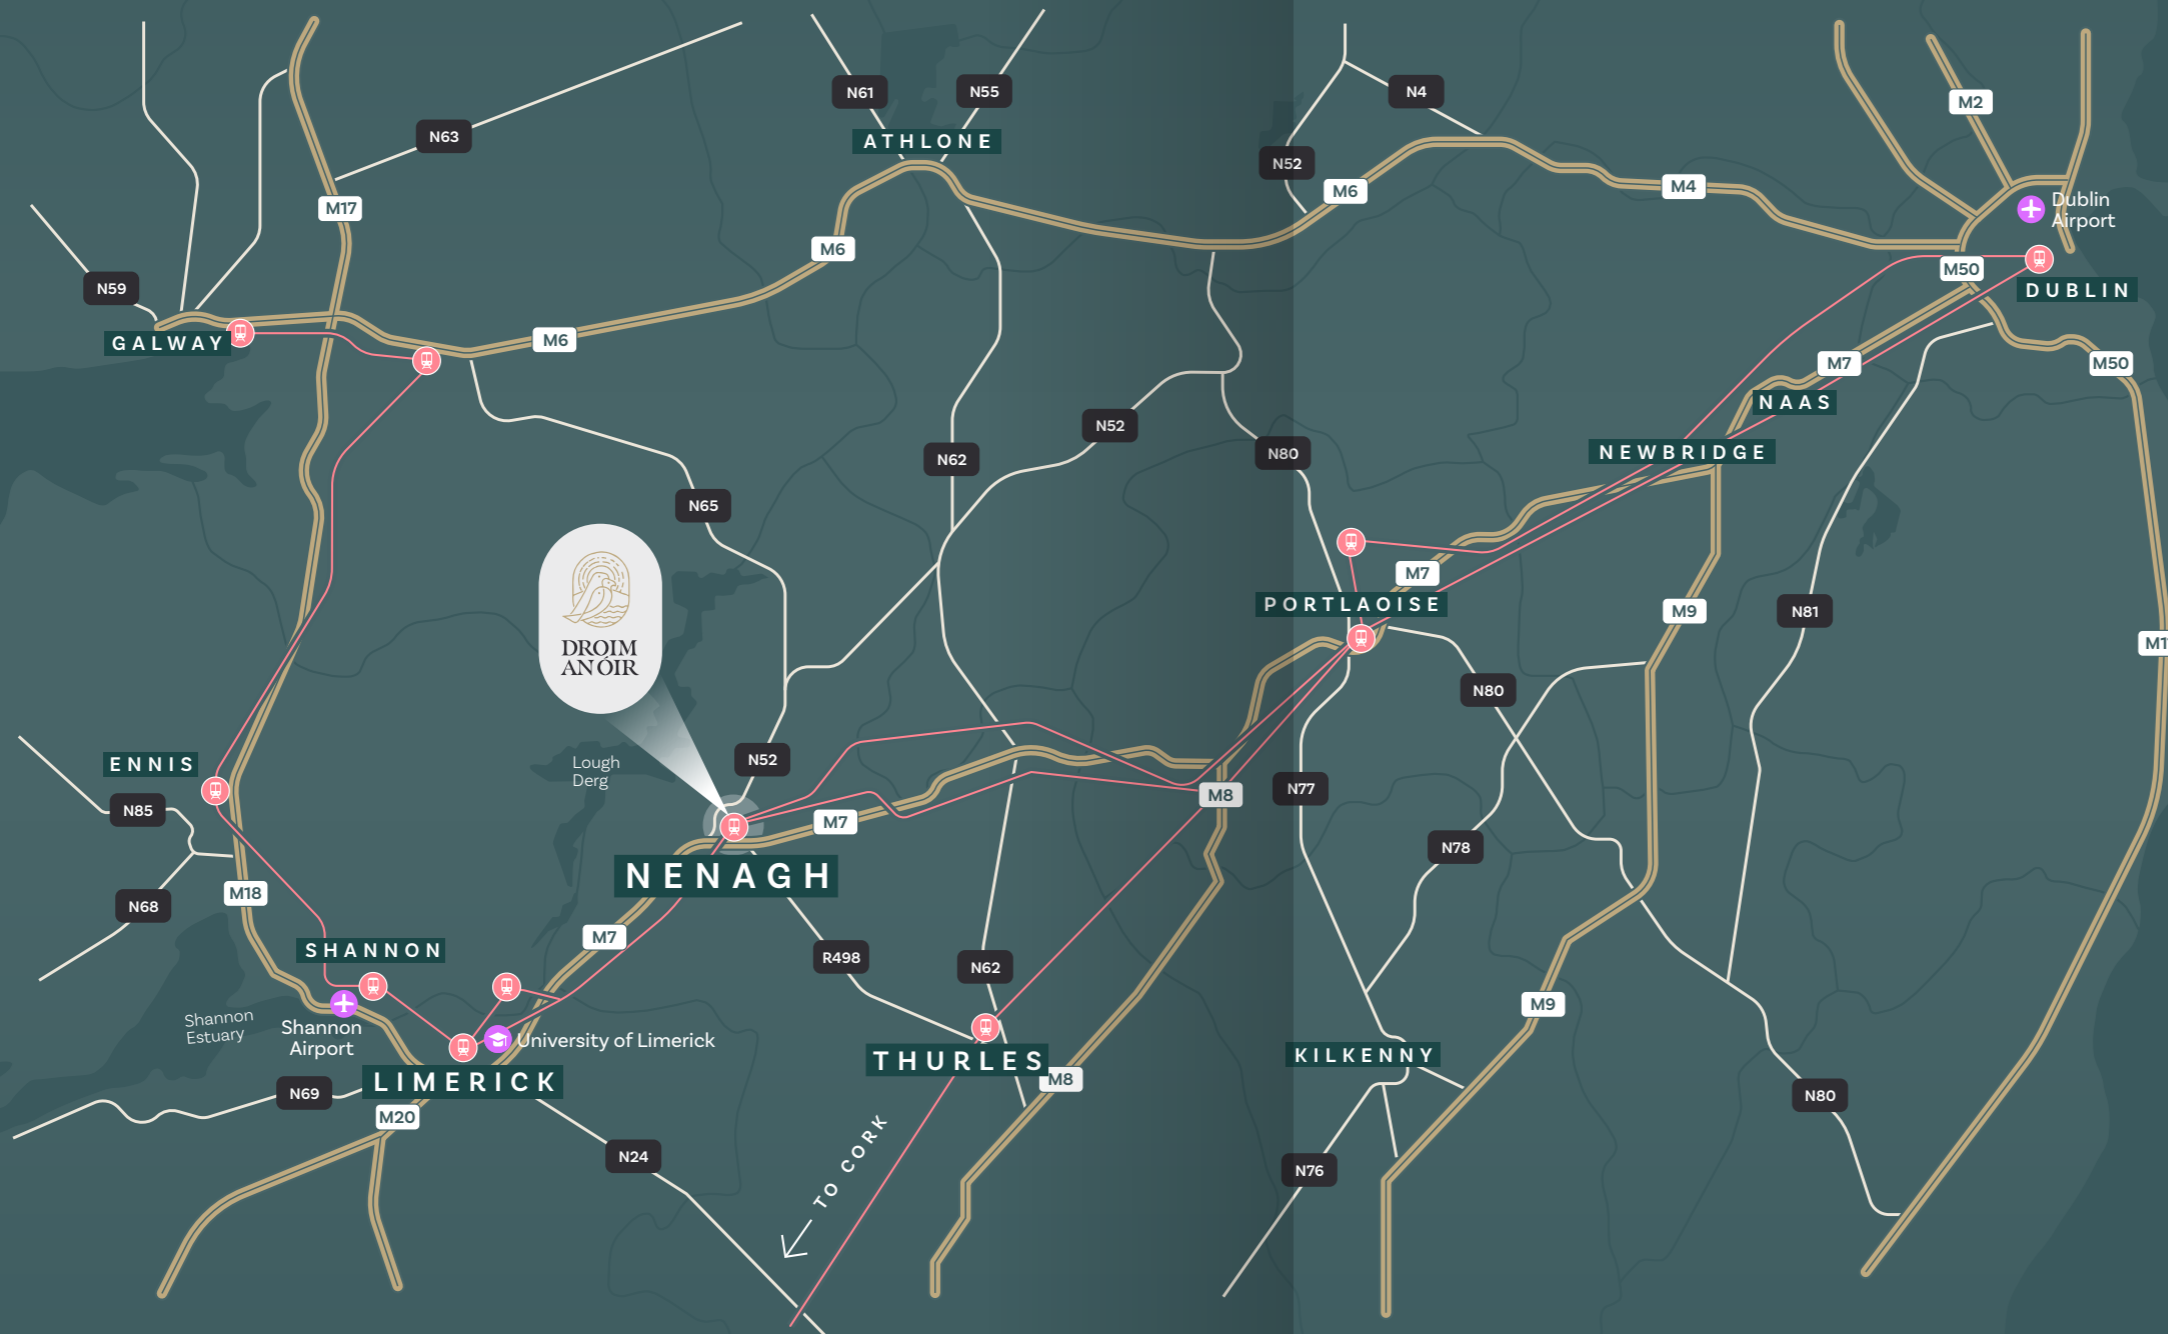 N61
N55
N4
M2
N63
ATHLONE
N52
M6
M4
M17
Dublin
Airport
M6
M50
N59
DUBLIN
GALWAY
M6
M7
M50
NAAS
N52
N62
N80
NEWBRIDGE
N65
M7
PORTLAOISE
M9
N81
DROIM
AN ÓIR
M11
N80
ENNIS
Lough
Derg
N52
M8
N77
N85
M7
N78
NENAGH
M18
N68
M7
SHANNON
R498
N62
M9
Shannon
Estuary
Shannon
Airport
University of Limerick
THURLES
KILKENNY
LIMERICK
M8
N69
M20
N80
TO CORK
N24
N76